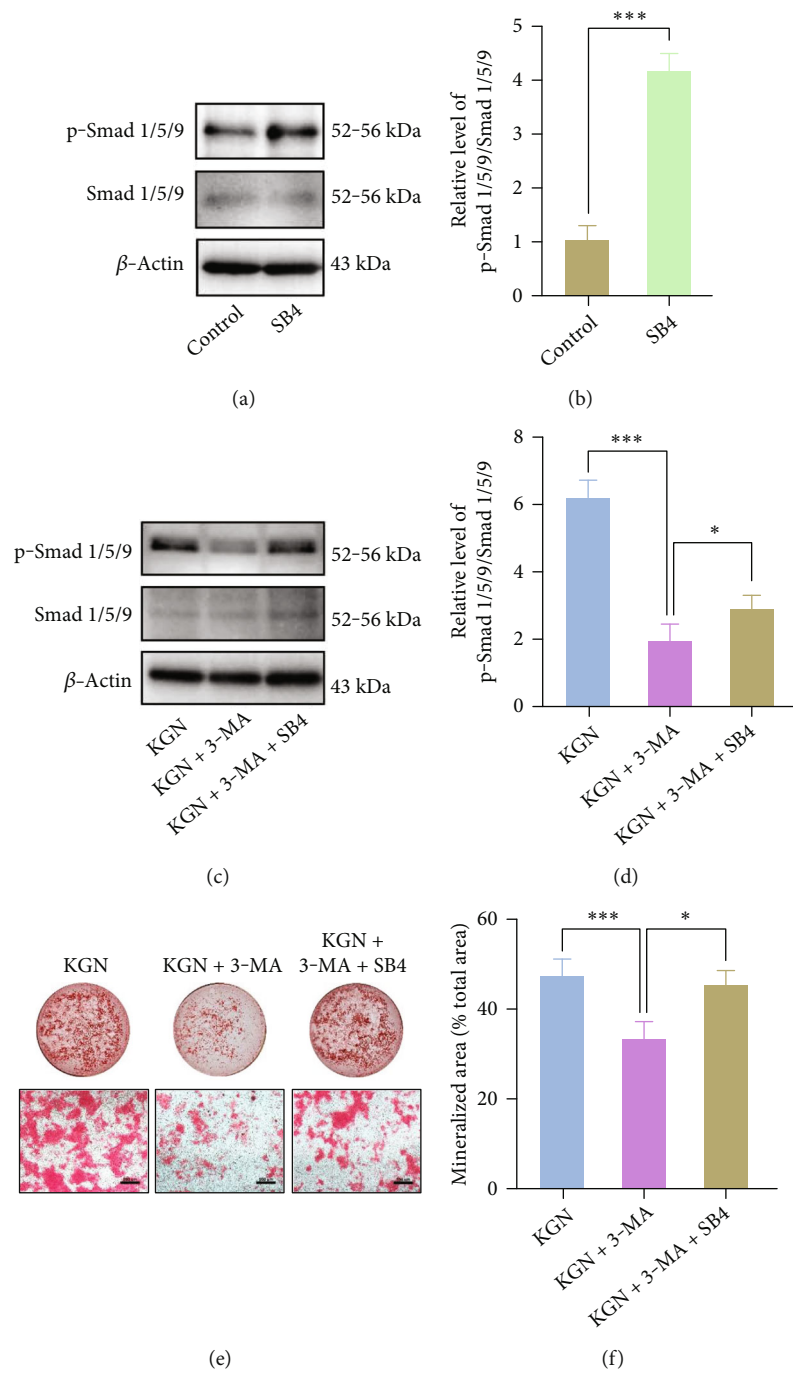 p-Smad 1/5/9
52-56 kDa
Smad 1/5/9
52-56 kDa
β-Actin
43 kDa
Control
SB4
(a)
Relative level of
p-Smad 1/5/9/Smad 1/5/9
5
4
3
2
1
0
***
Control
SB4
(b)
p-Smad 1/5/9
52-56 kDa
Smad 1/5/9
52-56 kDa
β-Actin
43 kDa
KGN
KGN + 3-MA
KGN + 3-MA + SB4
(c)
Relative level of
p-Smad 1/5/9/Smad 1/5/9
8
6
4
2
0
***
*
KGN
KGN + 3-MA
KGN + 3-MA + SB4
(d)
KGN
KGN + 3-MA
KGN +
3-MA + SB4
(e)
Mineralized area (% total area)
60
40
20
0
***
*
KGN
KGN + 3-MA
KGN + 3-MA + SB4
(f)